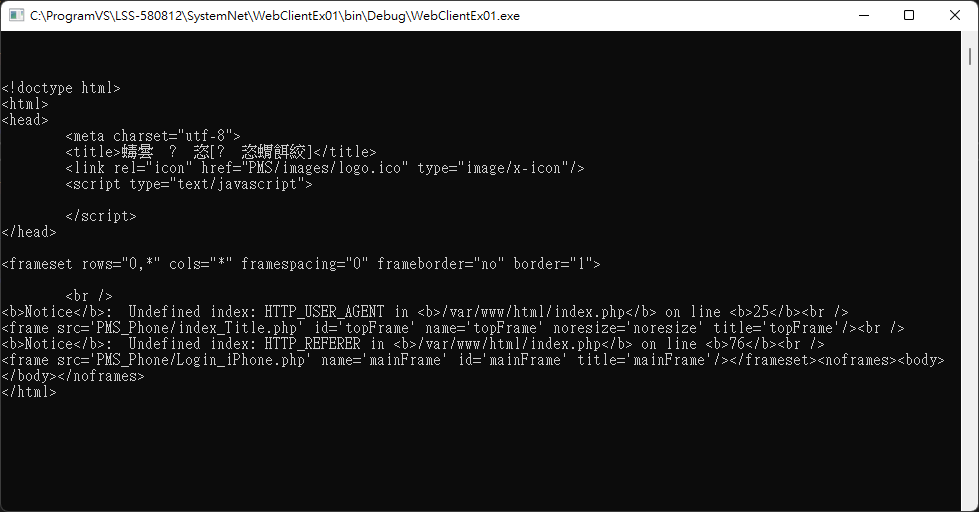 C:\ProgramVS\LSS-580812\SystemNet\WebClientEx01\bin\Debug\WebClientEx01.exe
<!doctype html>
<html>
<head>
<meta charset="utf-8">
<title>蟯曇 ? 恣[? 恣蝟餌絞]</title>
<link rel="icon" href="PMS/images/logo.ico" type="image/x-icon"/>
<script type="text/javascript">
</script>
</head>
<frameset rows="0,*" cols="*" framespacing="0" frameborder="no" border="1">
<br />
<b>Notice</b>:  Undefined index: HTTP_USER_AGENT in <b>/var/www/html/index.php</b> on line <b>25</b><br />
<frame src='PMS_Phone/index_Title.php' id='topFrame' name='topFrame' noresize='noresize' title='topFrame'/><br />
<b>Notice</b>:  Undefined index: HTTP_REFERER in <b>/var/www/html/index.php</b> on line <b>76</b><br />
<frame src='PMS_Phone/Login_iPhone.php' name='mainFrame' id='mainFrame' title='mainFrame'/></frameset><noframes><body>
</body></noframes>
</html>